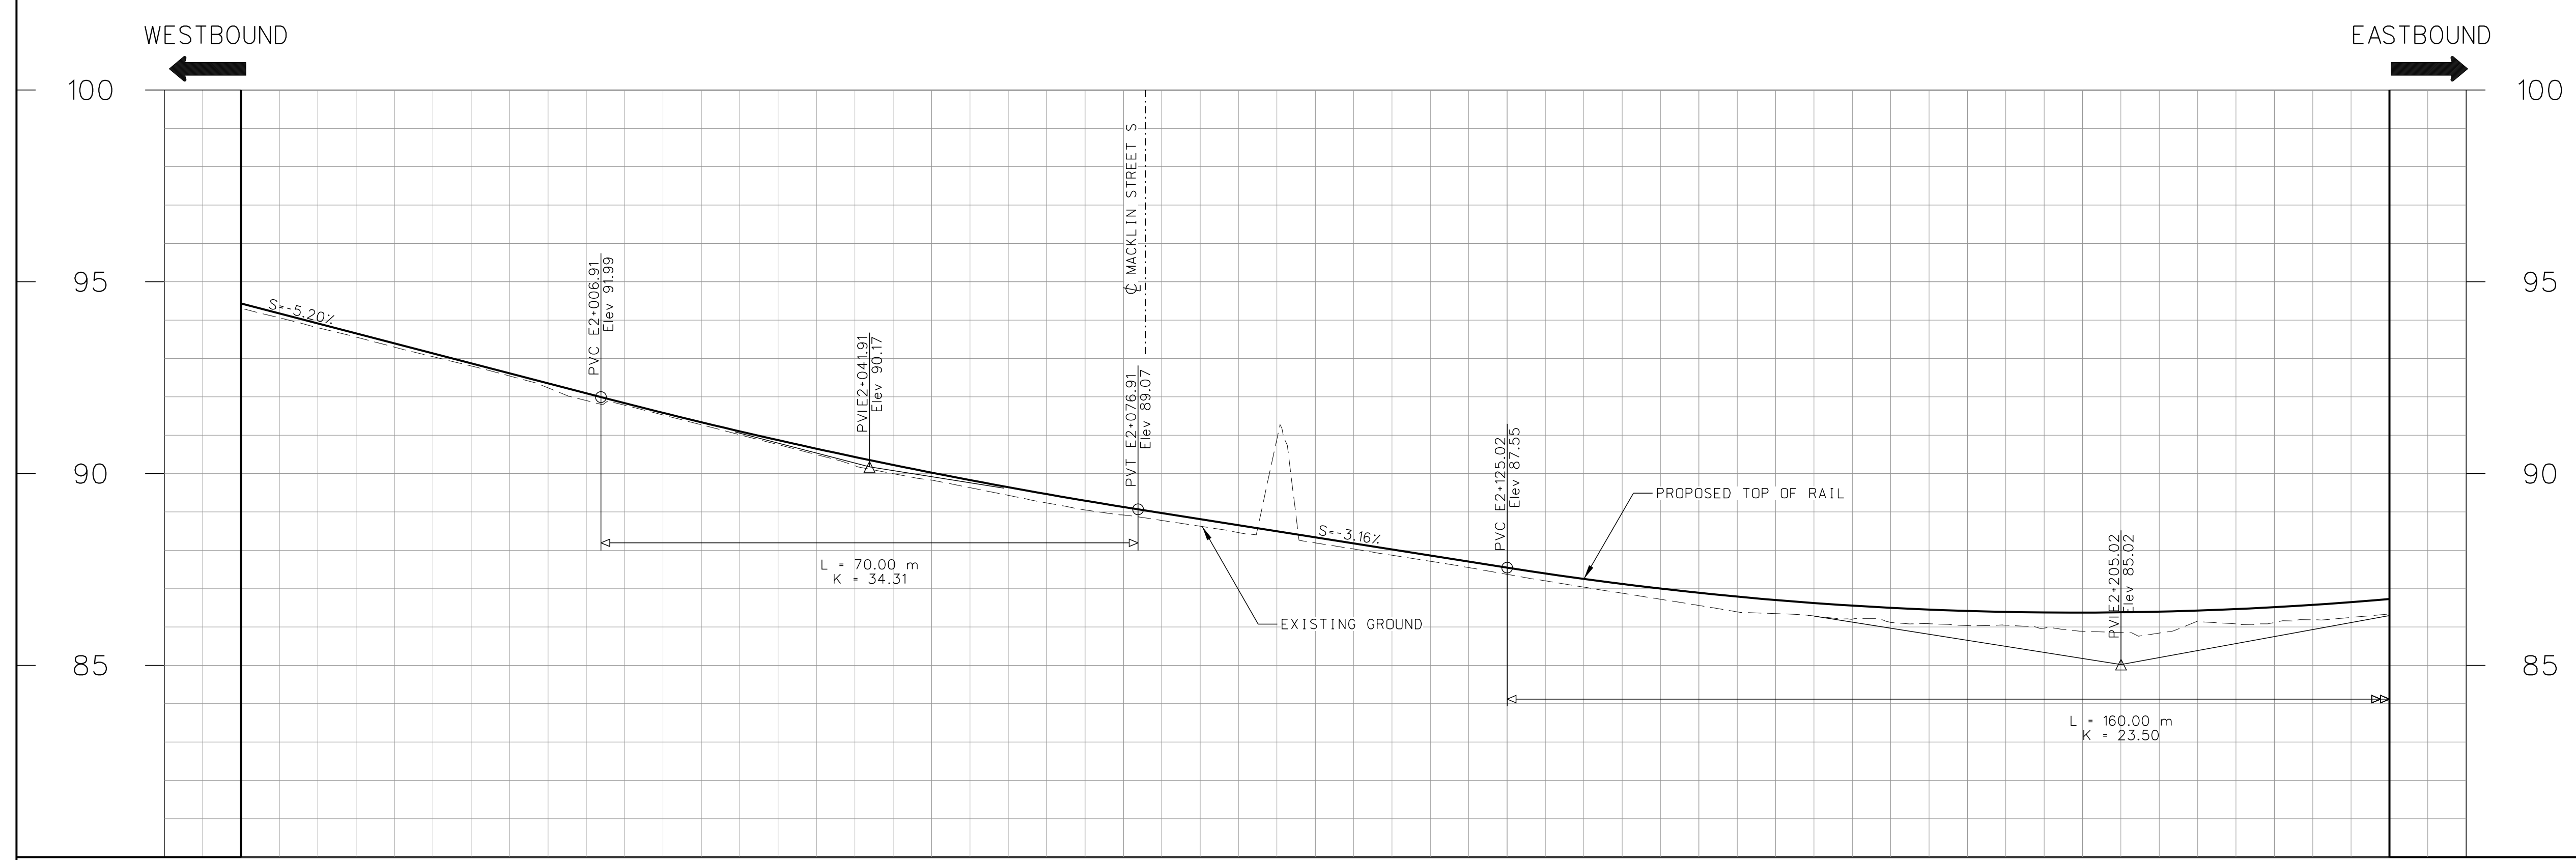 WESTBOUND
EASTBOUND
100
100
95
95
90
90
85
85
S=-5.20%
PVC E2+006.91
Elev 91.99
PVI E2+041.91
Elev 90.17
L = 70.00 m
K = 34.31
℄ MACKLIN STREET S
PVT E2+076.91
Elev 89.07
EXISTING GROUND
S=-3.16%
PVC E2+125.02
Elev 87.55
PROPOSED TOP OF RAIL
PVI E2+205.02
Elev 85.02
L = 160.00 m
K = 23.50